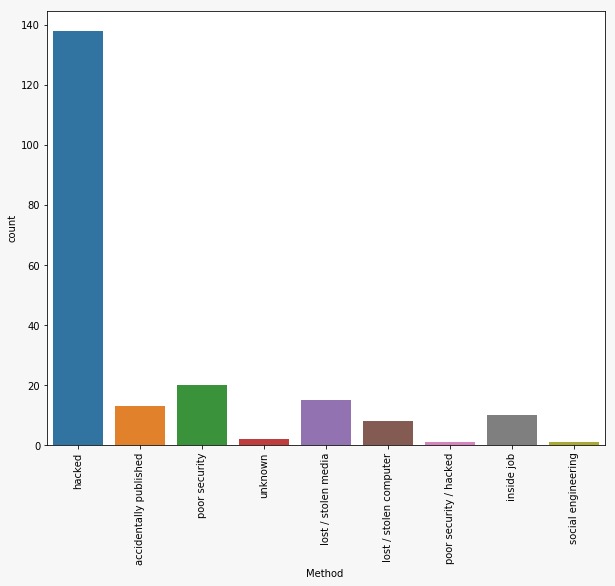 140
120
100
80
60
40
20
0
count
hacked
accidentally published
poor security
unknown
lost / stolen media
lost / stolen computer
poor security / hacked
inside job
social engineering
Method